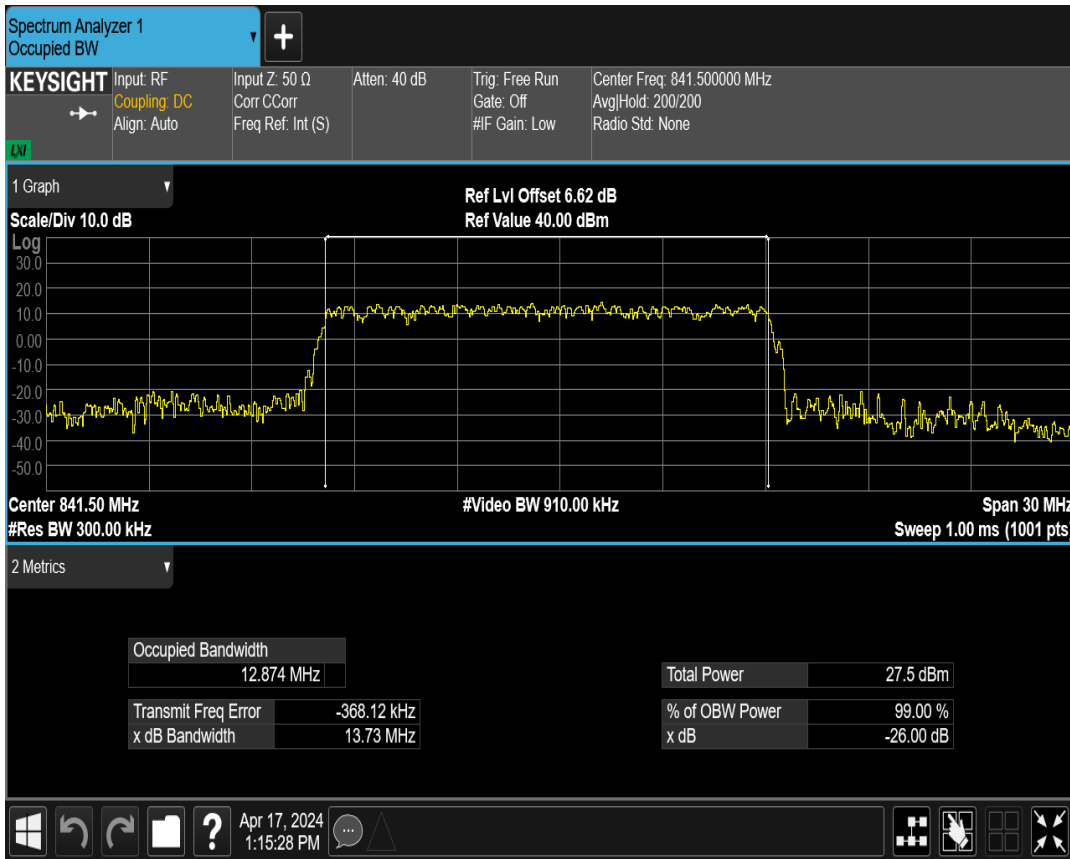 Spectrum Analyzer 1
Occupied BW
KEYSIGHT
LXI
Input: RF
Coupling: DC
Align: Auto
Input Z: 50 Ω
Corr CCorr
Freq Ref: Int (S)
Atten: 40 dB
Trig: Free Run
Gate: Off
#IF Gain: Low
Center Freq: 841.500000 MHz
Avg|Hold: 200/200
Radio Std: None
1 Graph
Scale/Div 10.0 dB
Ref Lvl Offset 6.62 dB
Ref Value 40.00 dBm
Log
30.0
20.0
10.0
0.00
-10.0
-20.0
-30.0
-40.0
-50.0
Center 841.50 MHz
#Video BW 910.00 kHz
Span 30 MHz
#Res BW 300.00 kHz
Sweep 1.00 ms (1001 pts)
2 Metrics
Occupied Bandwidth
12.874 MHz
Total Power 27.5 dBm
Transmit Freq Error -368.12 kHz
% of OBW Power 99.00 %
x dB Bandwidth 13.73 MHz
x dB -26.00 dB
?
Apr 17, 2024
1:15:28 PM